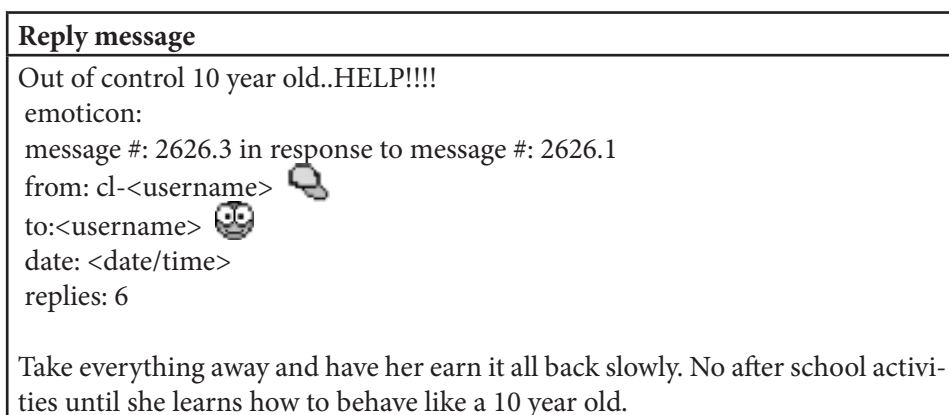 Reply message
Out of control 10 year old..HELP!!!!
emoticon:
message #: 2626.3 in response to message #: 2626.1
from: cl-<username>
to:<username>
date: <date/time>
replies: 6
Take everything away and have her earn it all back slowly. No after school activi-
ties until she learns how to behave like a 10 year old.